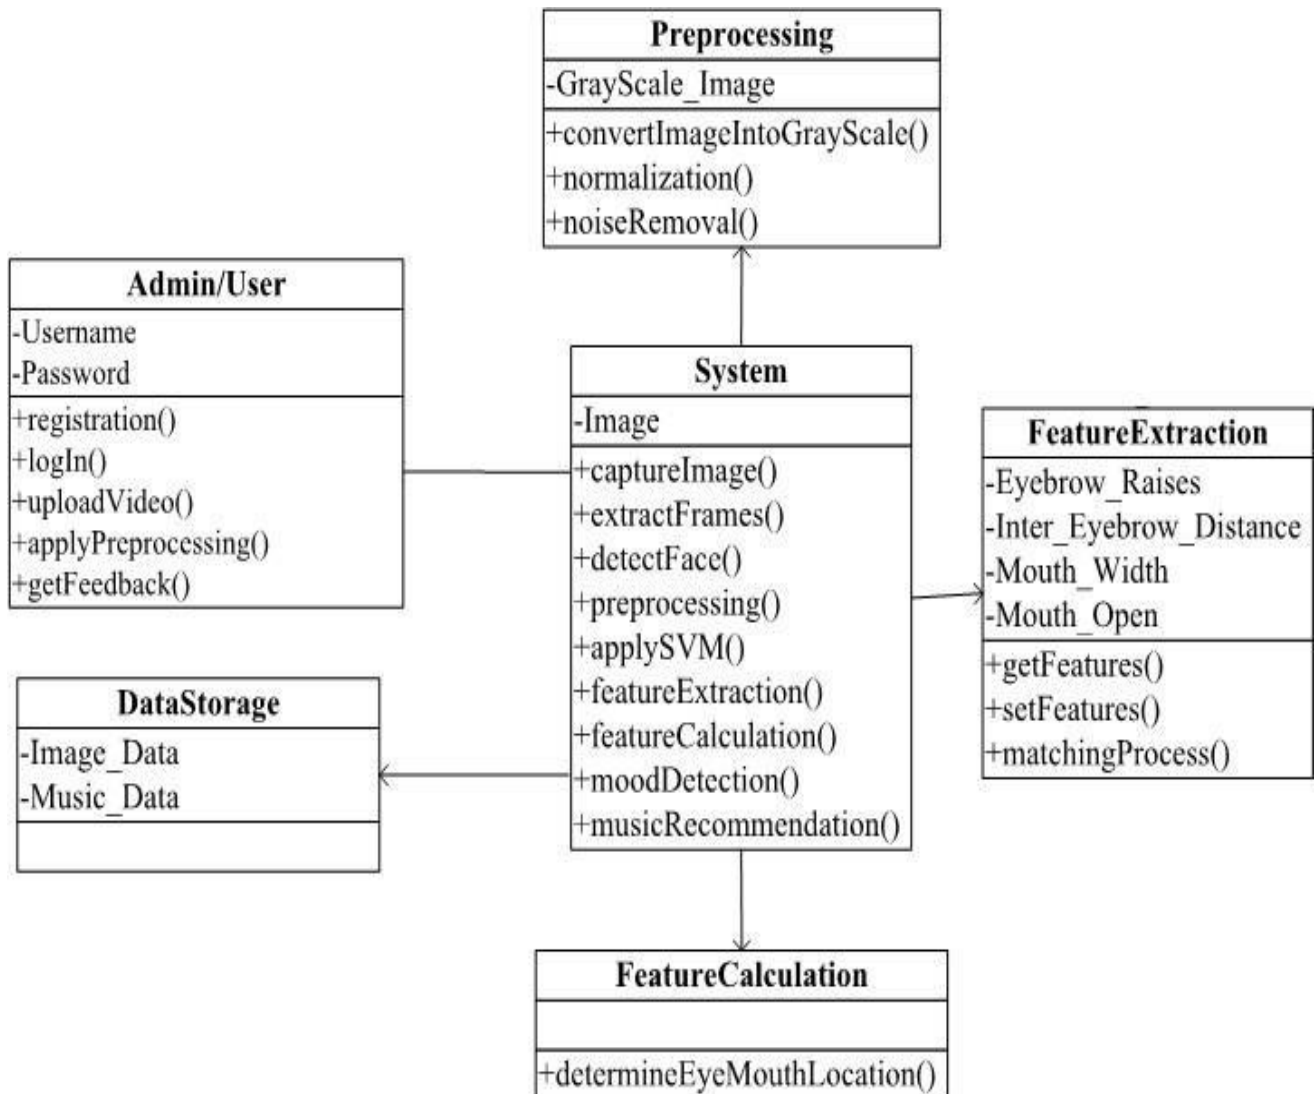 Preprocessing
-GrayScale_Image
+convertImageIntoGrayScale()
+normalization()
+noiseRemoval()
Admin/User
-Username
-Password
+registration()
+logIn()
+uploadVideo()
+applyPreprocessing()
+getFeedback()
System
-Image
+captureImage()
+extractFrames()
+detectFace()
+preprocessing()
+applySVM()
+featureExtraction()
+featureCalculation()
+moodDetection()
+musicRecommendation()
FeatureExtraction
-Eyebrow_Raises
-Inter_Eyebrow_Distance
-Mouth_Width
-Mouth_Open
+getFeatures()
+setFeatures()
+matchingProcess()
DataStorage
-Image_Data
-Music_Data
FeatureCalculation
+determineEyeMouthLocation()